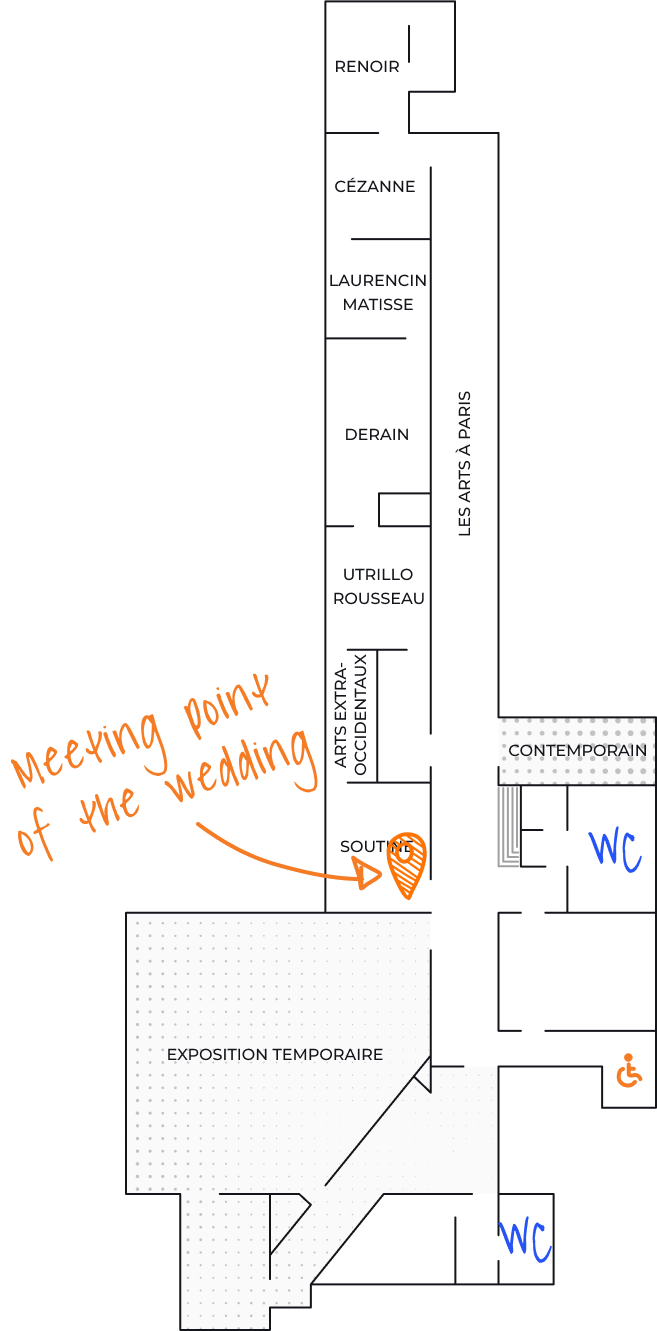 RENOIR
CÉZANNE
LAURENCIN
MATISSE
DERAIN
LES ARTS À PARIS
UTRILLO
ROUSSEAU
ARTS EXTRA-
OCCIDENTAUX
Meeting point
of the wedding
CONTEMPORAIN
SOUTINE
WC
EXPOSITION TEMPORAIRE
WC